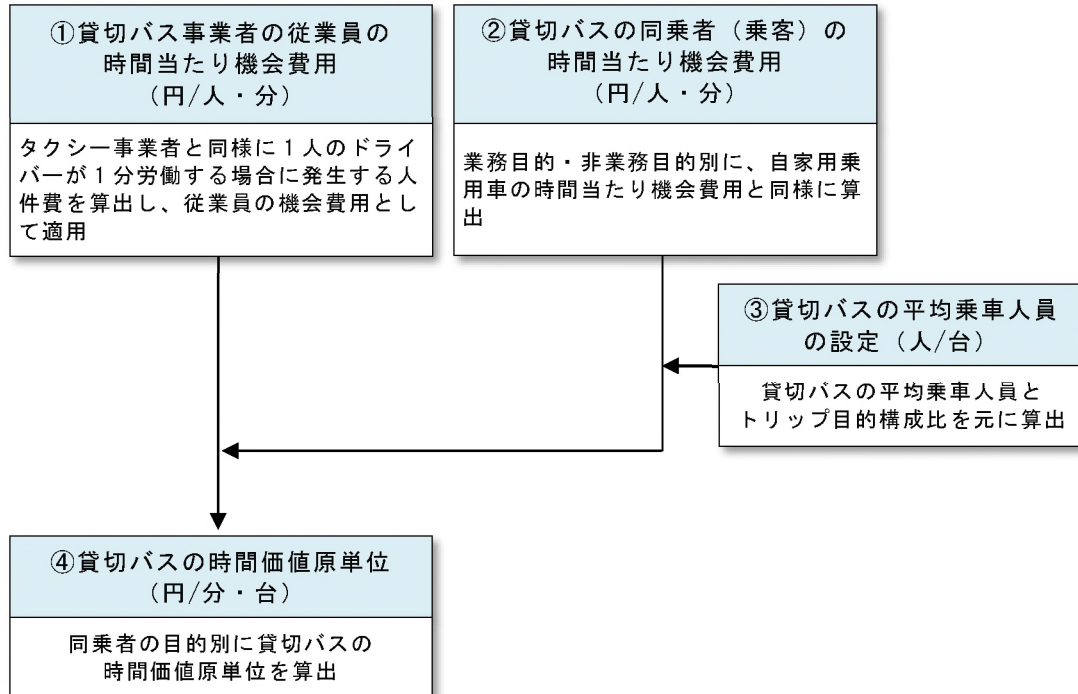 ①貸切バス事業者の従業員の
時間当たり機会費用
（円/人・分）
タクシー事業者と同様に１人のドライ
バーが１分労働する場合に発生する人
件費を算出し、従業員の機会費用とし
て適用
②貸切バスの同乗者（乗客）の
時間当たり機会費用
（円/人・分）
業務目的・非業務目的別に、自家用乗
用車の時間当たり機会費用と同様に算
出
③貸切バスの平均乗車人員
の設定（人/台）
貸切バスの平均乗車人員と
トリップ目的構成比を元に算出
④貸切バスの時間価値原単位
（円/分・台）
同乗者の目的別に貸切バスの
時間価値原単位を算出